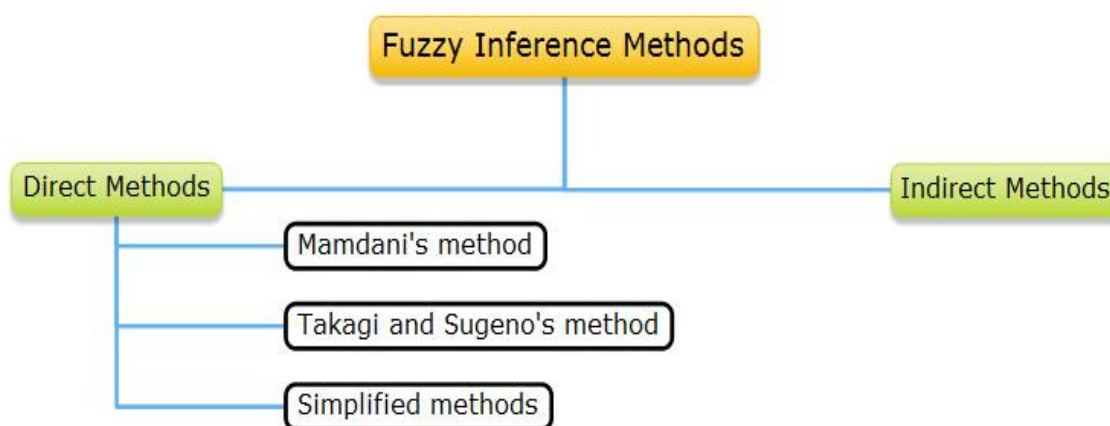 Fuzzy Inference Methods
Direct Methods
Indirect Methods
Mamdani's method
Takagi and Sugeno's method
Simplified methods